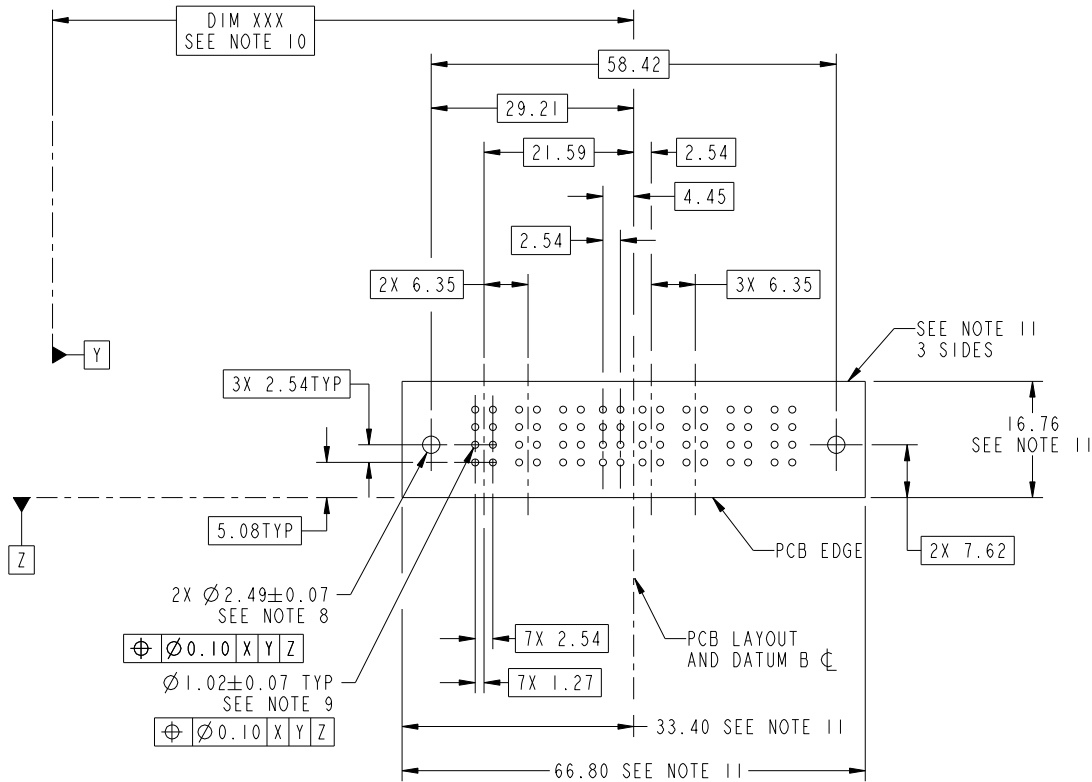 DIM XXX
SEE NOTE 10
58.42
29.21
21.59
2.54
4.45
2.54
2X 6.35
3X 6.35
SEE NOTE 11
3 SIDES
Y
3X 2.54TYP
16.76
SEE NOTE 11
5.08TYP
Z
PCB EDGE
2X 7.62
2X Ø2.49±0.07
SEE NOTE 8
⌖ Ø0.10 X Y Z
7X 2.54
PCB LAYOUT
AND DATUM B ℄
Ø1.02±0.07 TYP
SEE NOTE 9
7X 1.27
⌖ Ø0.10 X Y Z
33.40 SEE NOTE 11
66.80 SEE NOTE 11